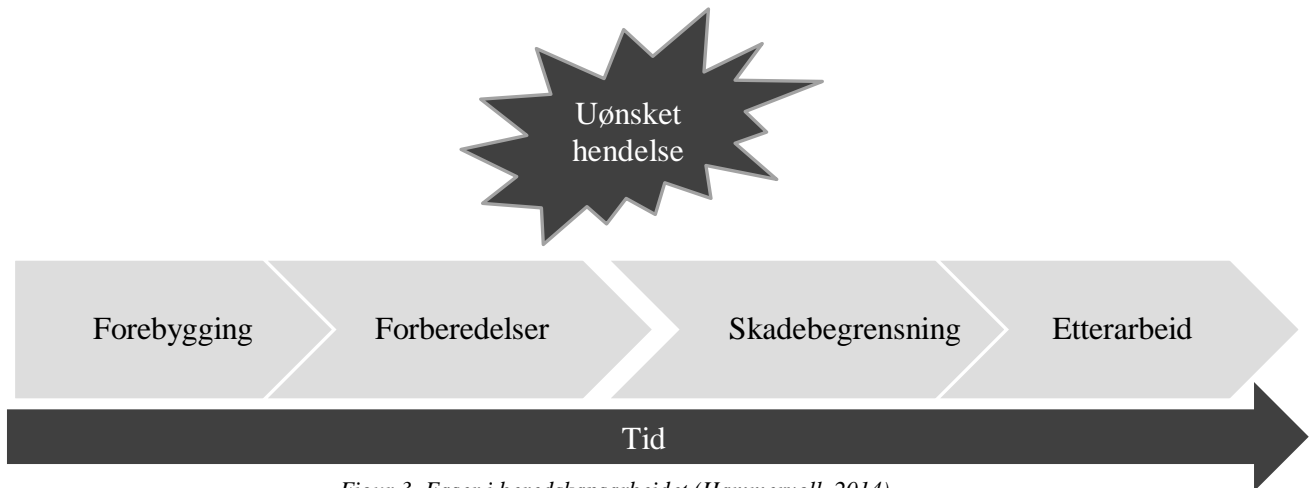 Uønsket
hendelse
Forebygging Forberedelser Skadebegrensning Etterarbeid
Tid
Figur 3. Faser i beredskapsarbeidet (Hammervoll, 2014)